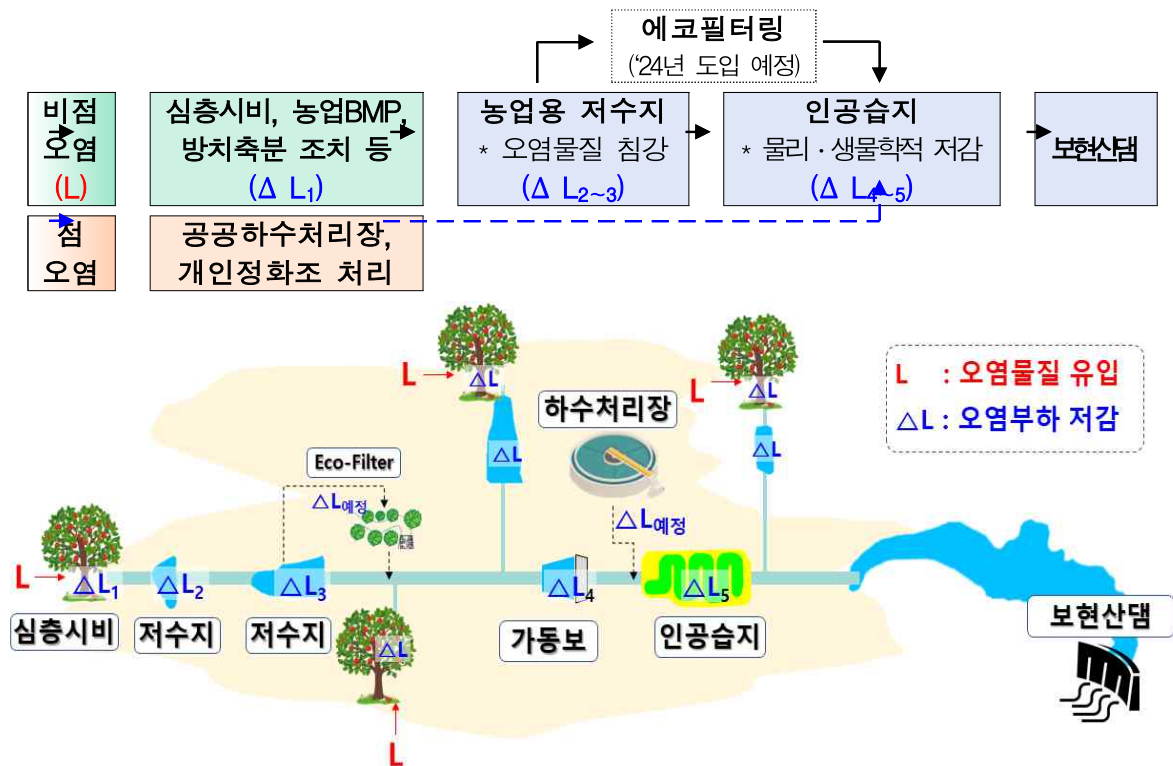 에코필터링
(‘24년 도입 예정)
비점
오염
(L)
심층시비, 농업BMP,
방치축분 조치 등
(Δ L₁)
농업용 저수지
* 오염물질 침강
(Δ L₂~₃)
인공습지
* 물리·생물학적 저감
(Δ L₄~₅)
보현산댐
점
오염
공공하수처리장,
개인정화조 처리
L : 오염물질 유입
△L : 오염부하 저감
L
△L
L
△L
하수처리장
△L
△L
Eco-Filter
△L예정
△L예정
L
△L₁
△L₂
△L₃
△L₄
△L₅
심층시비
저수지
저수지
가동보
인공습지
보현산댐
△L
L